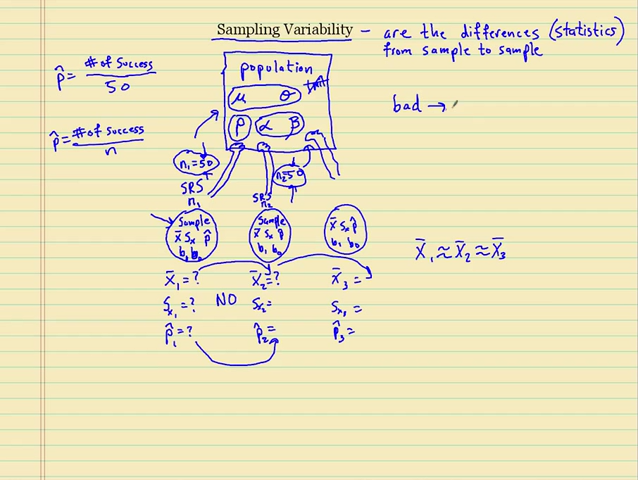 Sampling Variability – are the differences (statistics)
from sample to sample
p̂ = # of success / 50
population
μ σ
p α β
bad →
p̂ = # of success / n
n₁=50
n₂=50
SRS n₁
SRS n₂
Sample x̄ Sx p̂ b₁ b₀
Sample x̄ Sx p̂ b₁ b₀
x̄ Sx p̂ b₁ b₀
x̄₁ ≈ x̄₂ ≈ x̄₃
x̄₁ = ? x̄₂ = ? x̄₃ =
Sx₁ = ? NO Sx₂ = Sx₃ =
p̂₁ = ? p̂₂ = p̂₃ =